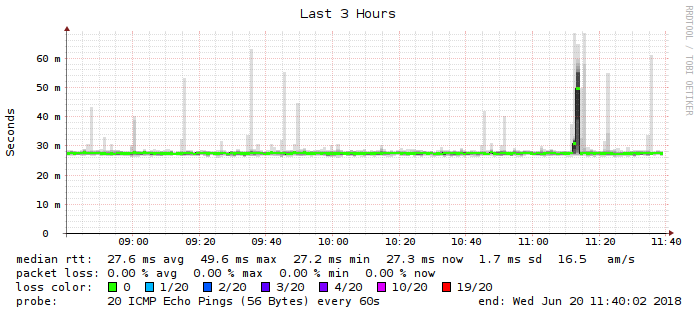 Last 3 Hours
RRDTOOL / TOBI OETIKER
Seconds
60 m
50 m
40 m
30 m
20 m
10 m
0
09:00 09:20 09:40 10:00 10:20 10:40 11:00 11:20 11:40
median rtt: 27.6 ms avg 49.6 ms max 27.2 ms min 27.3 ms now 1.7 ms sd 16.5 am/s
packet loss: 0.00 % avg 0.00 % max 0.00 % min 0.00 % now
loss color: 0 1/20 2/20 3/20 4/20 10/20 19/20
probe: 20 ICMP Echo Pings (56 Bytes) every 60s end: Wed Jun 20 11:40:02 2018